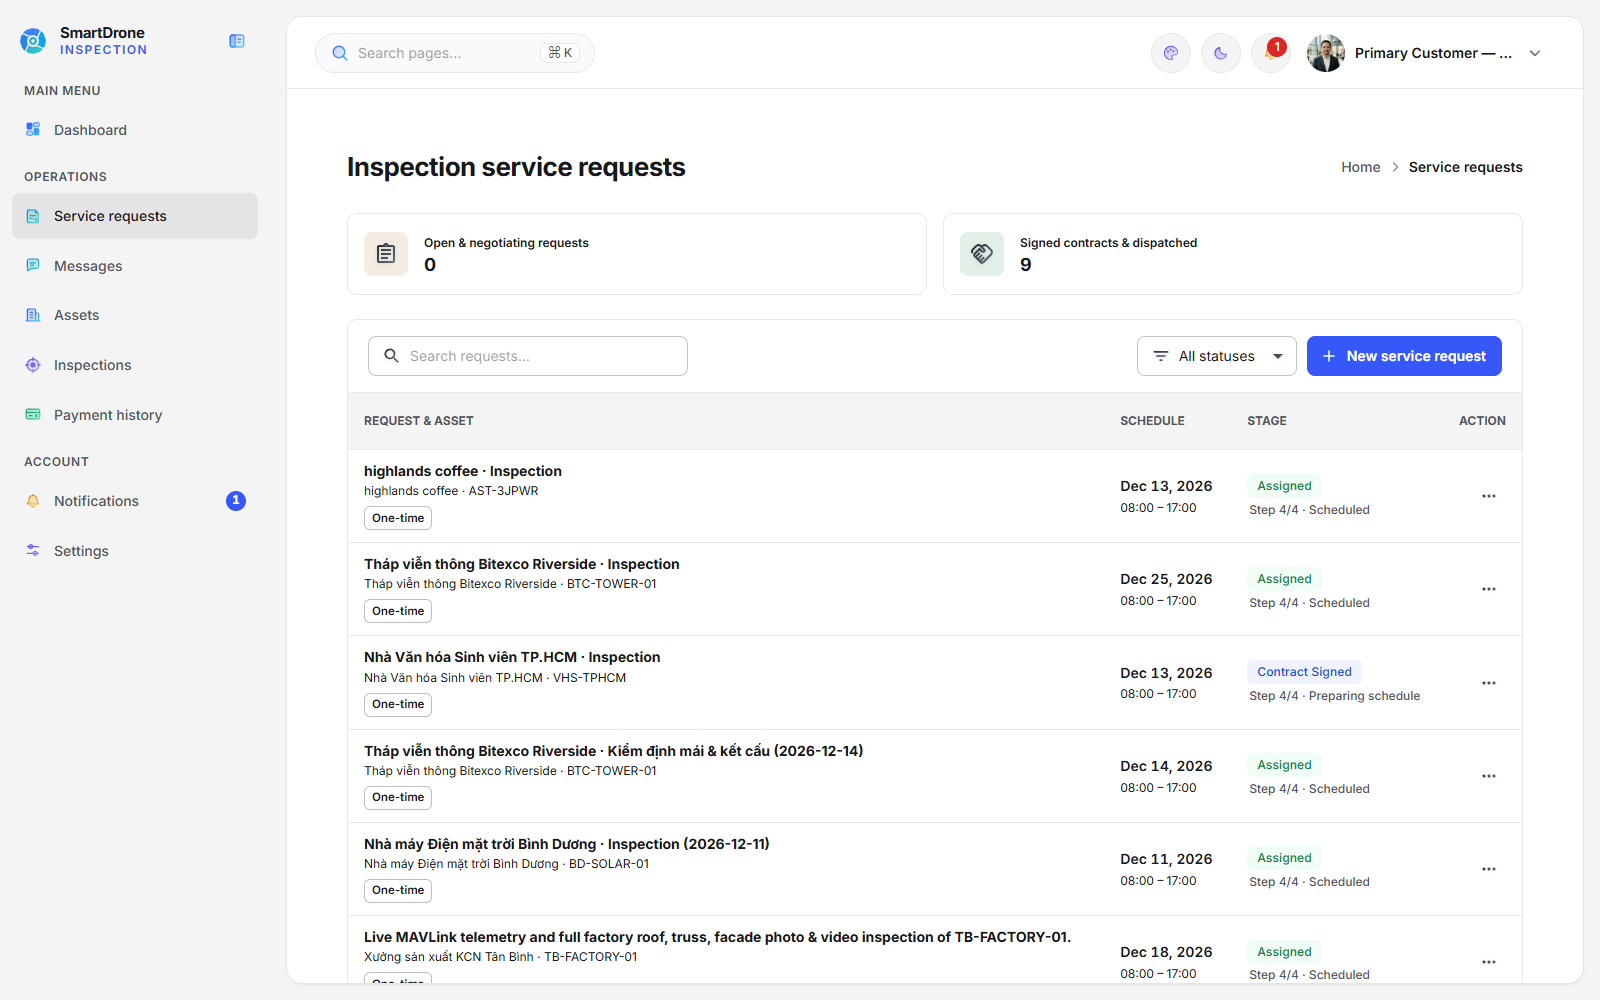 SmartDrone
INSPECTION
MAIN MENU
Dashboard
OPERATIONS
Service requests
Messages
Assets
Inspections
Payment history
ACCOUNT
Notifications
1
Settings
Search pages...
⌘ K
1
Primary Customer — ...
Inspection service requests
Home > Service requests
Open & negotiating requests
0
Signed contracts & dispatched
9
Search requests...
All statuses
+ New service request
REQUEST & ASSET
SCHEDULE
STAGE
ACTION
highlands coffee · Inspection
highlands coffee · AST-3JPWR
One-time
Dec 13, 2026
08:00 – 17:00
Assigned
Step 4/4 · Scheduled
Tháp viễn thông Bitexco Riverside · Inspection
Tháp viễn thông Bitexco Riverside · BTC-TOWER-01
One-time
Dec 25, 2026
08:00 – 17:00
Assigned
Step 4/4 · Scheduled
Nhà Văn hóa Sinh viên TP.HCM · Inspection
Nhà Văn hóa Sinh viên TP.HCM · VHS-TPHCM
One-time
Dec 13, 2026
08:00 – 17:00
Contract Signed
Step 4/4 · Preparing schedule
Tháp viễn thông Bitexco Riverside · Kiểm định mái & kết cấu (2026-12-14)
Tháp viễn thông Bitexco Riverside · BTC-TOWER-01
One-time
Dec 14, 2026
08:00 – 17:00
Assigned
Step 4/4 · Scheduled
Nhà máy Điện mặt trời Bình Dương · Inspection (2026-12-11)
Nhà máy Điện mặt trời Bình Dương · BD-SOLAR-01
One-time
Dec 11, 2026
08:00 – 17:00
Assigned
Step 4/4 · Scheduled
Live MAVLink telemetry and full factory roof, truss, facade photo & video inspection of TB-FACTORY-01.
Xưởng sản xuất KCN Tân Bình · TB-FACTORY-01
One-time
Dec 18, 2026
08:00 – 17:00
Assigned
Step 4/4 · Scheduled